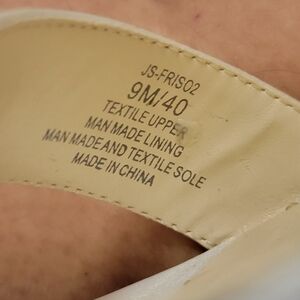 JS-FRIS02
9M/40
TEXTILE UPPER
MAN MADE LINING
MAN MADE AND TEXTILE SOLE
MADE IN CHINA